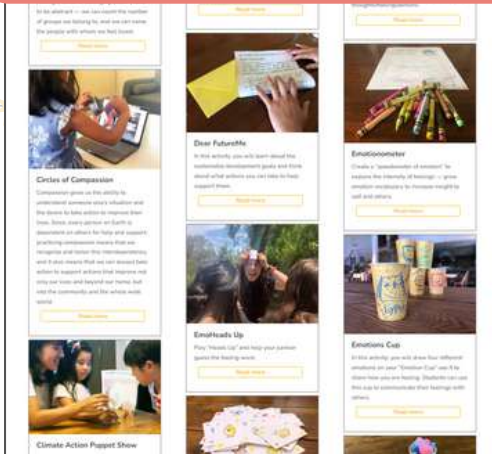 to be abstract — we can count the number
of groups we belong to, and we can name
the people with whom we feel loved.
Read more
Circles of Compassion
Compassion gives us this ability to
understand someone else's situation and
the desire to take action to improve their
lives. Since, every person on Earth is
dependent on others for help and support,
practicing compassion means that we
recognize and honor this interdependency,
and it also means that we can reward take
action to support actions that improve not
only our lives and beyond our home, but
into the community and the whole wide
world.
Read more
Climate Action Puppet Show
Read more
Dear FutureMe
In this activity, you will learn about the
sustainable development goals and think
about what actions you can take to help
support them.
Read more
EmoHeads Up
Play "Heads Up" and help your partner
guess the feeling word.
Read more
thoughts/feelings/questions.
Read more
Emotionometer
Create a "speedometer of emotion" to
explore the intensity of feelings — grow
emotion vocabulary to increase insight to
self and others.
Read more
Emotions Cup
In this activity, you will draw four different
emotions on your "Emotion Cup" use it to
share how you are feeling. Students can use
this cup to communicate their feelings with
others.
Read more